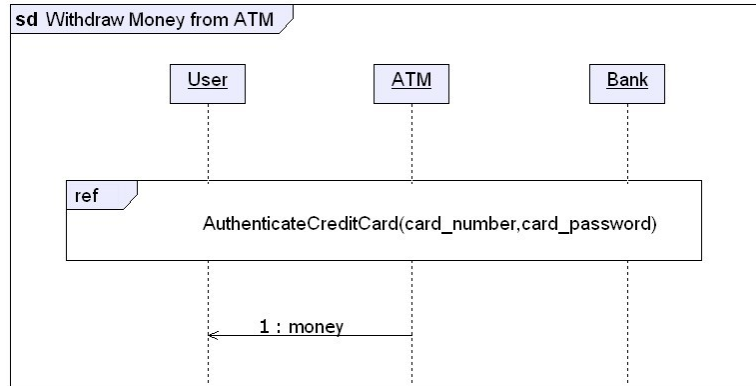 sd Withdraw Money from ATM
User ATM Bank
ref
AuthenticateCreditCard(card_number,card_password)
1 : money